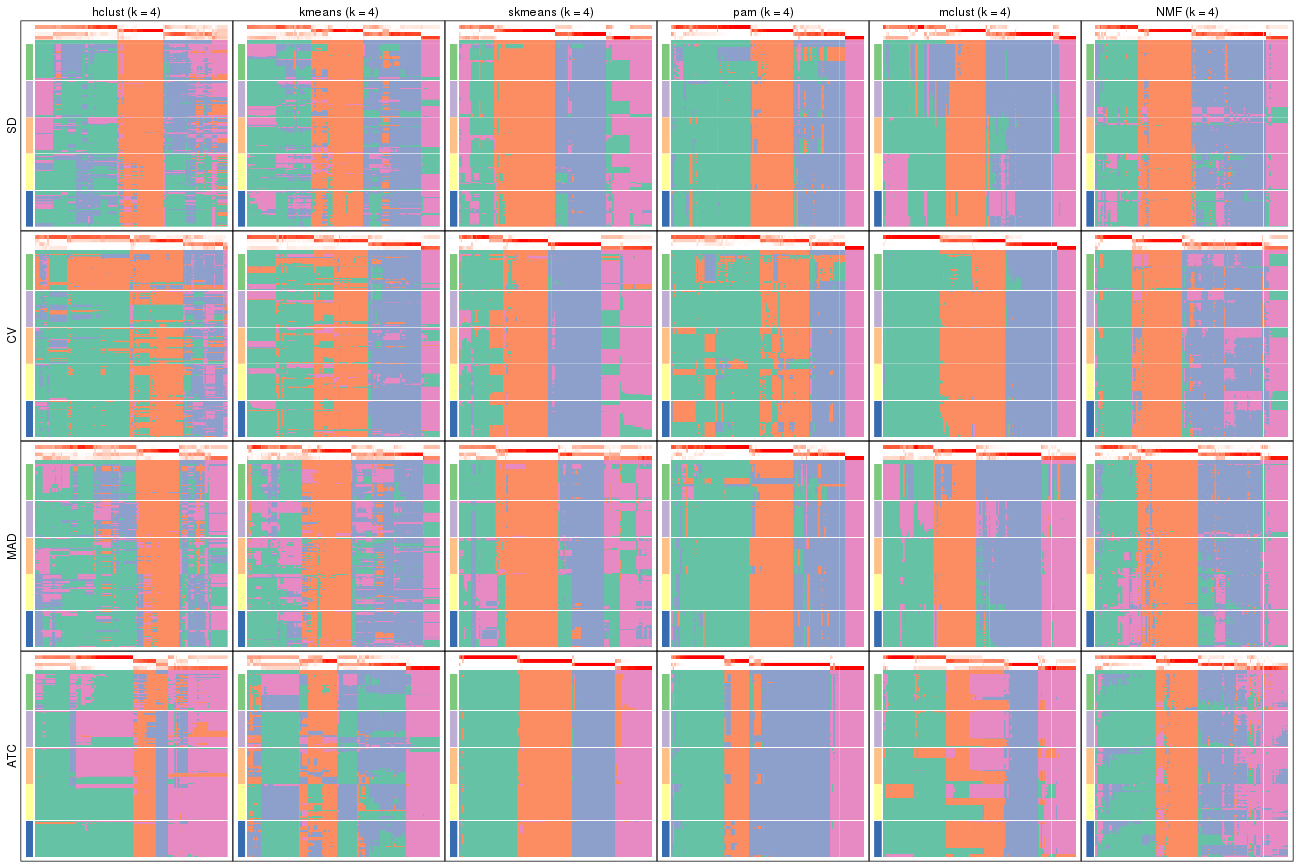 hclust (k = 4)
kmeans (k = 4)
skmeans (k = 4)
pam (k = 4)
mclust (k = 4)
NMF (k = 4)
SD
CV
MAD
ATC